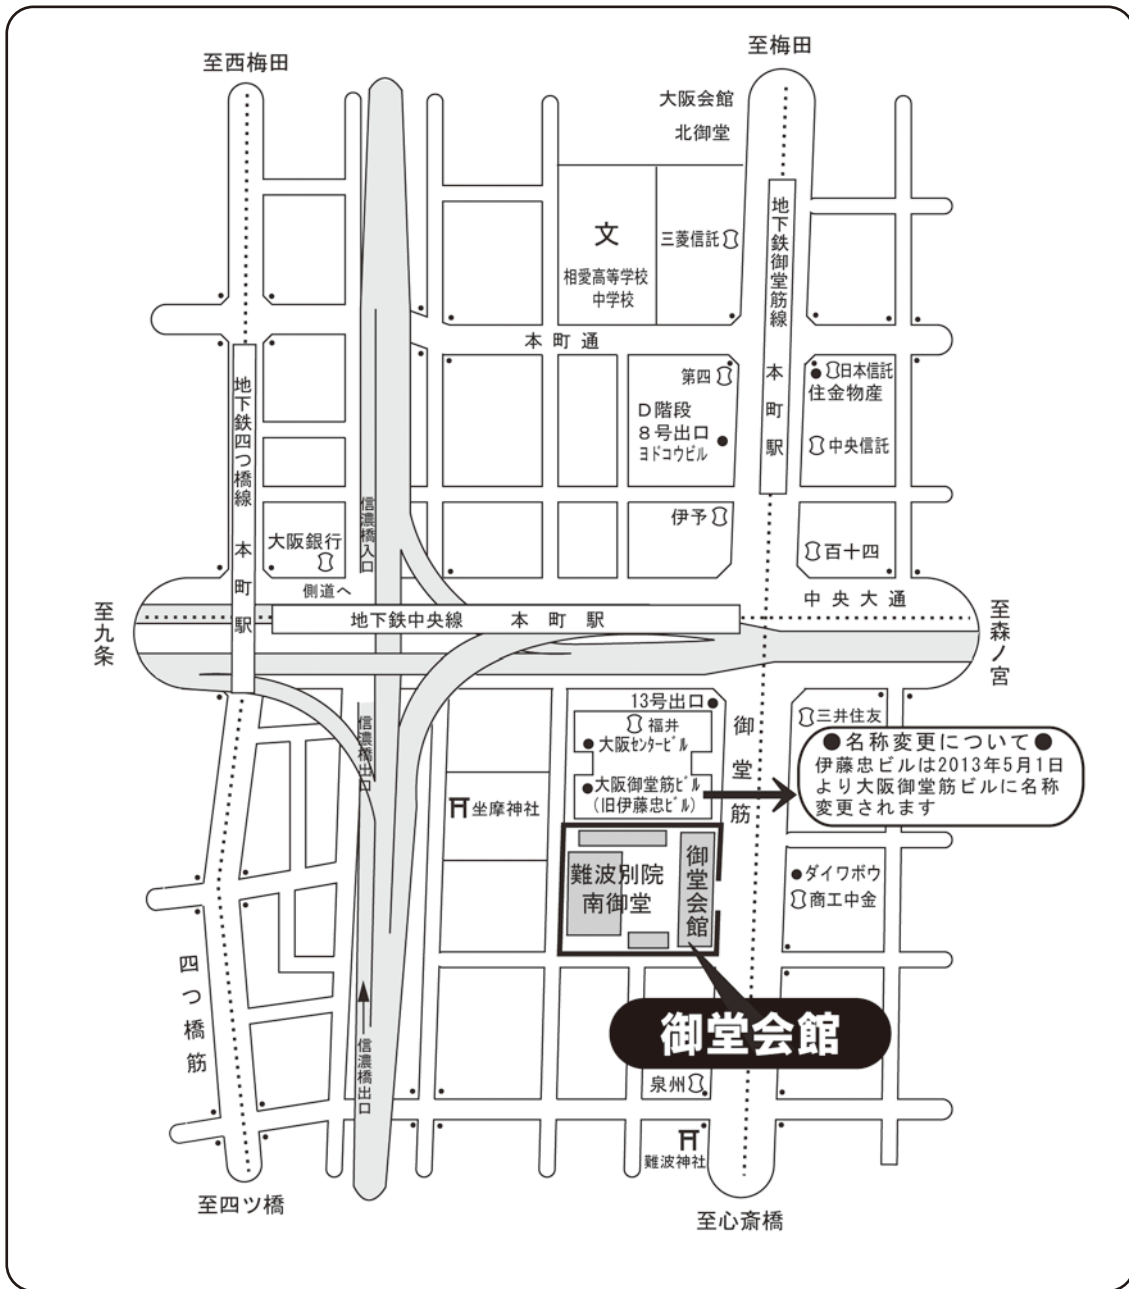 至西梅田
至梅田
大阪会館
北御堂
地下鉄御堂筋線 本町駅
文
相愛高等学校
中学校
三菱信託
本町通
地下鉄四つ橋線 本町駅
第四
D階段
8号出口
ヨドコウビル
日本信託
住金物産
中央信託
信濃橋入口
大阪銀行
側道へ
伊予
百十四
中央大通
至九条
地下鉄中央線 本町駅
至森ノ宮
13号出口
福井
大阪センタービル
大阪御堂筋ビル
(旧伊藤忠ビル)
御堂筋
三井住友
●名称変更について●
伊藤忠ビルは2013年5月1日
より大阪御堂筋ビルに名称
変更されます
信濃橋出口
坐摩神社
難波別院
南御堂
御堂会館
ダイワボウ
商工中金
四つ橋筋
御堂会館
信濃橋出口
泉州
難波神社
至四ツ橋
至心斎橋